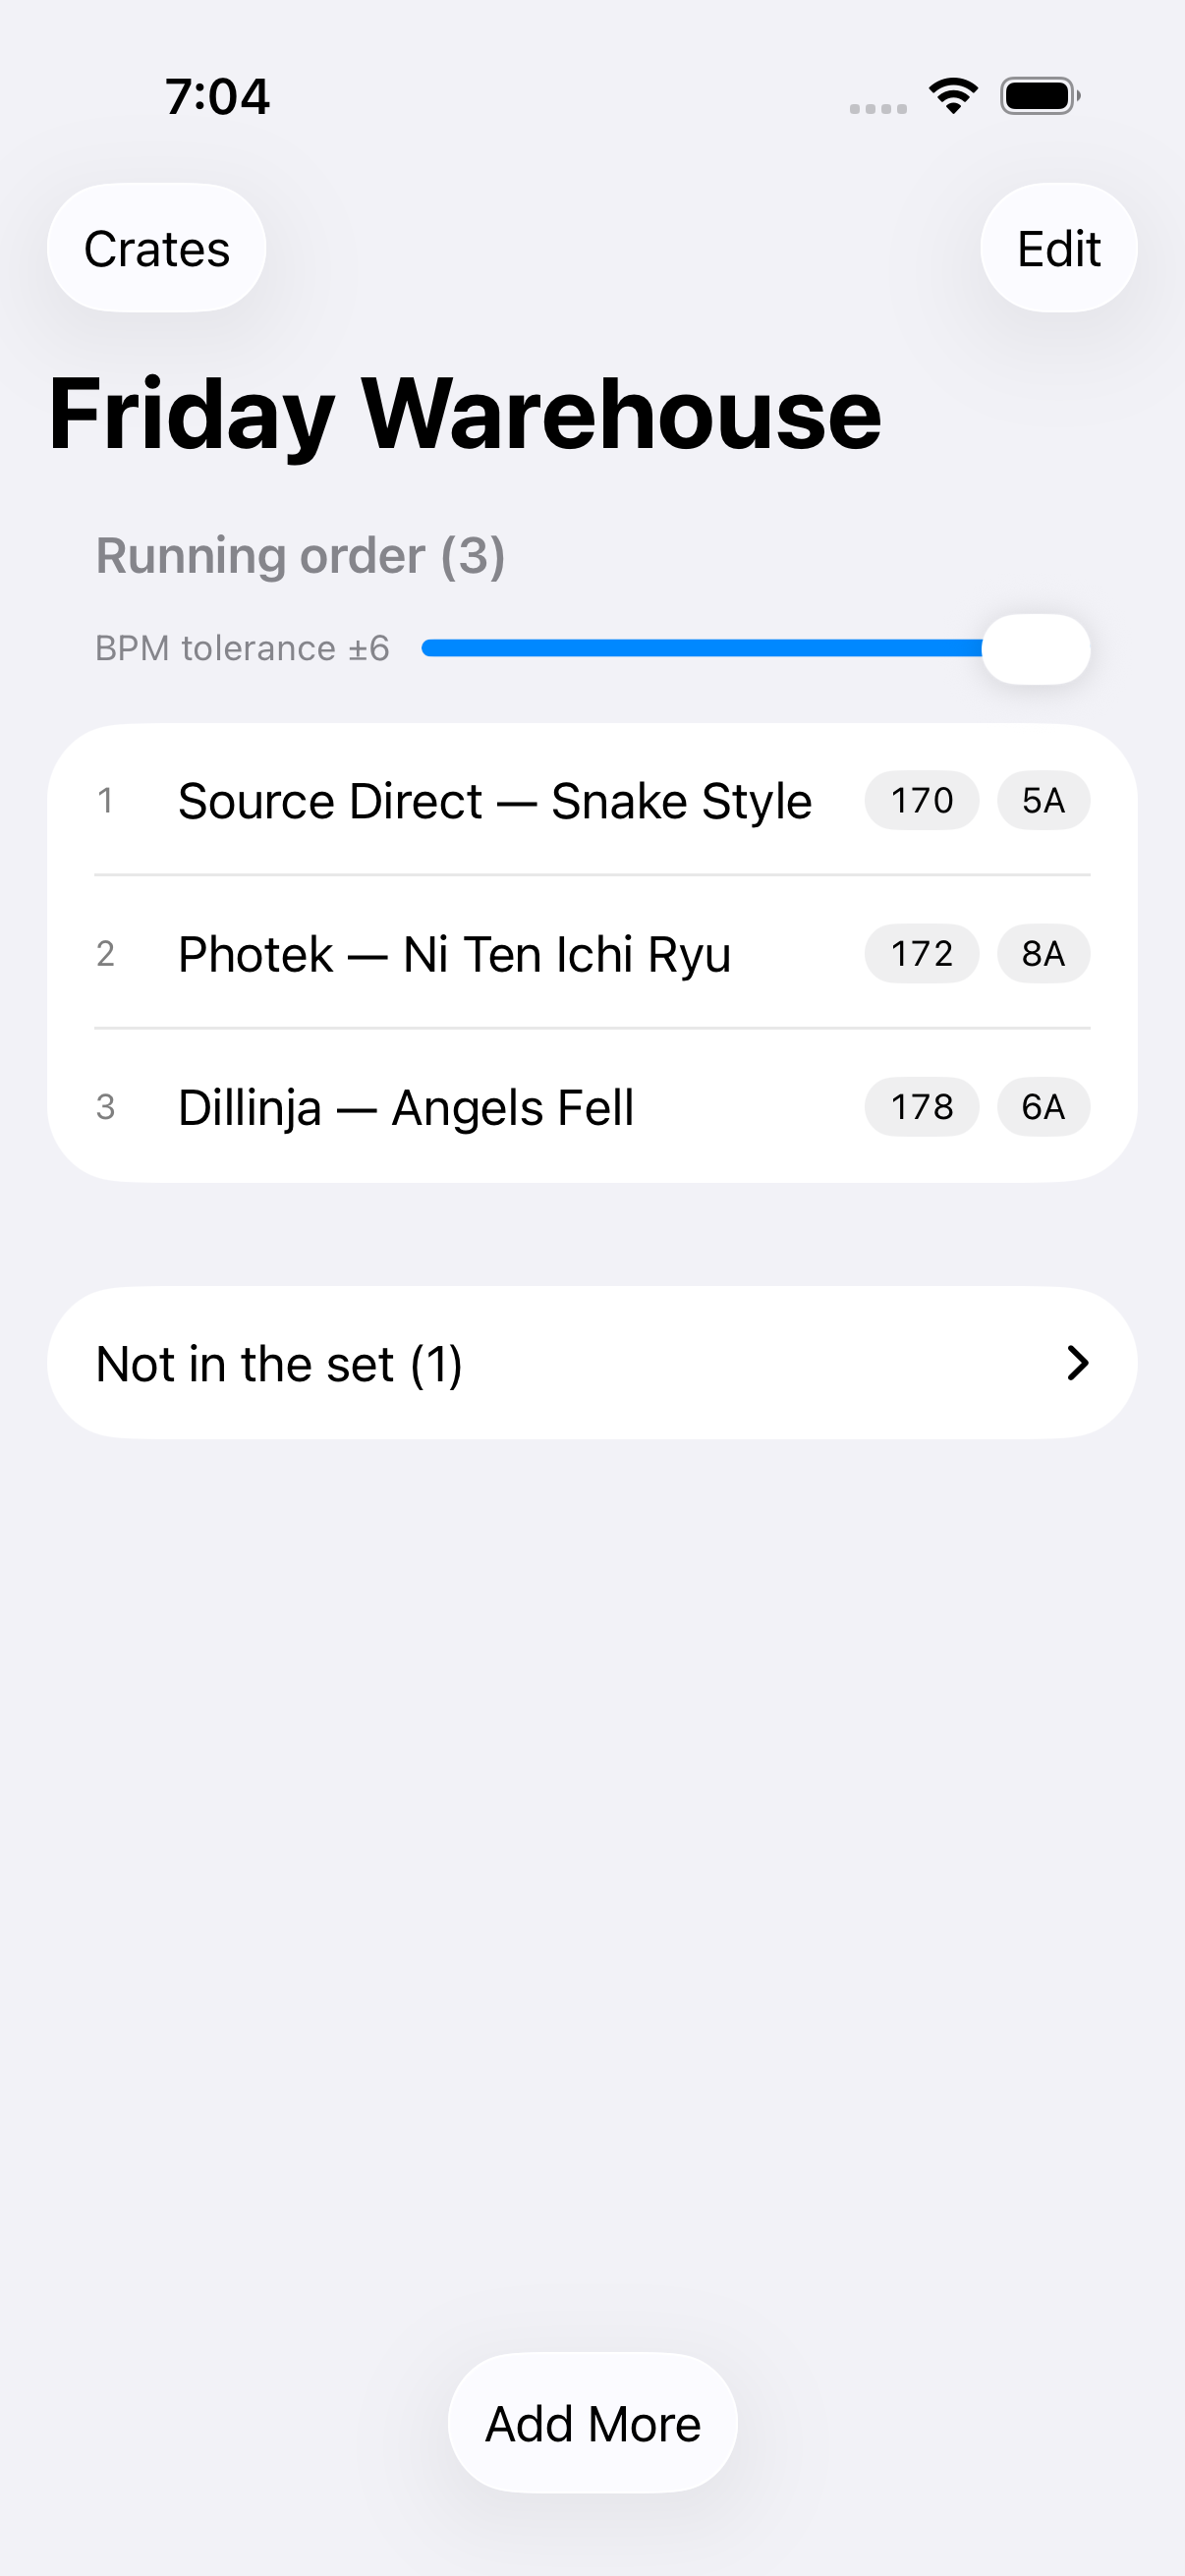 7:04
Crates
Edit
Friday Warehouse
Running order (3)
BPM tolerance ±6
1 Source Direct — Snake Style 170 5A
2 Photek — Ni Ten Ichi Ryu 172 8A
3 Dillinja — Angels Fell 178 6A
Not in the set (1)
Add More